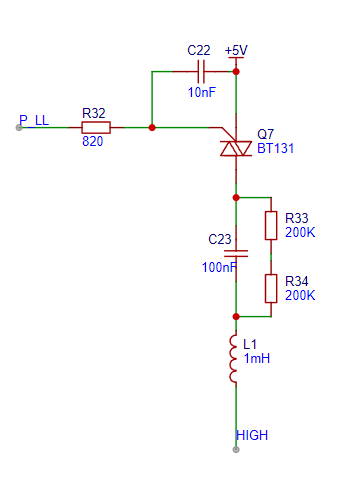 C22
+5V
10nF
P_LL
R32
820
Q7
BT131
R33
200K
C23
100nF
R34
200K
L1
1mH
HIGH